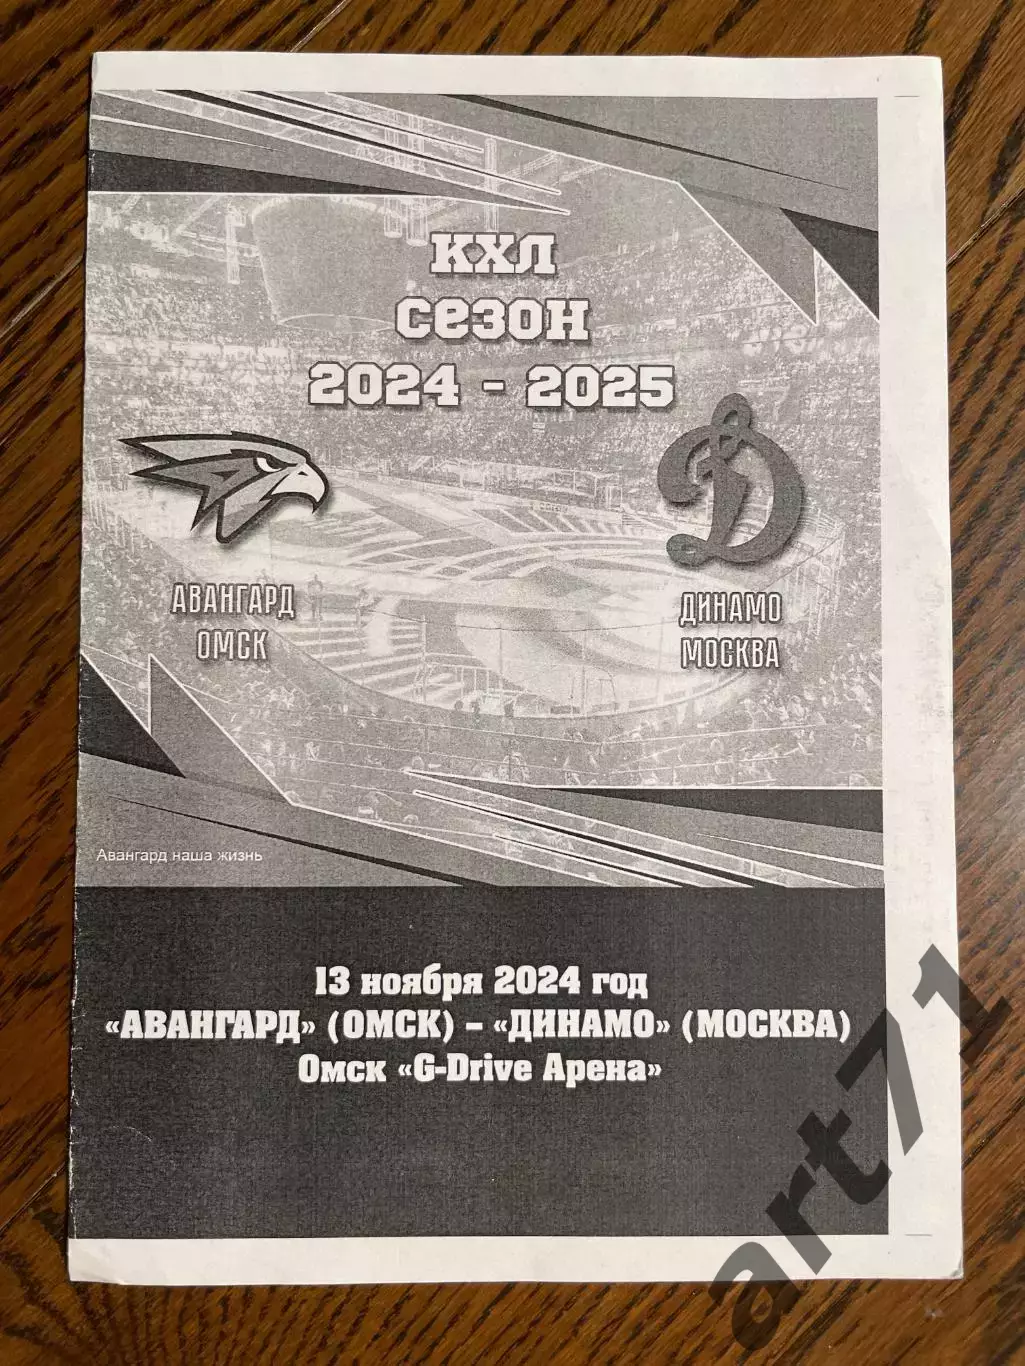 КХЛ
СЕЗОН
2024 - 2025
Д
АВАНГАРД
ОМСК
ДИНАМО
МОСКВА
Авангард наша жизнь
13 ноября 2024 год
«АВАНГАРД» (ОМСК) – «ДИНАМО» (МОСКВА)
Омск «G-Drive Арена»
art71